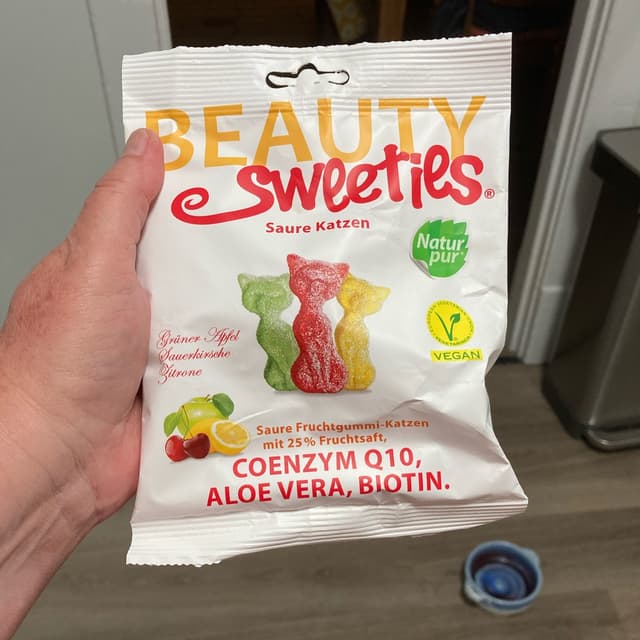 BEAUTY
sweeties®
Saure Katzen
Natur
pur*
Grüner Apfel
Sauerkirsche
Zitrone
V
VEGAN
Saure Fruchtgummi-Katzen
mit 25% Fruchtsaft,
COENZYM Q10,
ALOE VERA, BIOTIN.